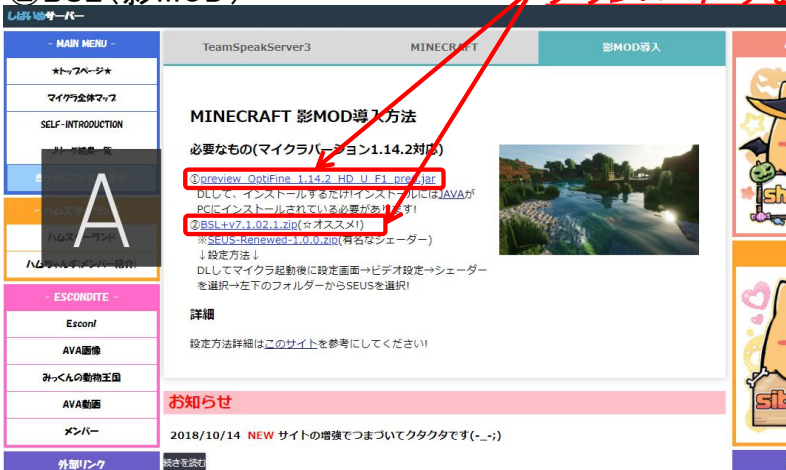 しばいぬサーバー
- MAIN MENU -
★トップページ★
マイクラ全体マップ
SELF-INTRODUCTION
A
ハムスターランド
ハムちゃんず(メンバー紹介)
- ESCONDITE -
Escon!
AVA画像
みっくんの動物王国
AVA動画
メンバー
外部リンク
TeamSpeakServer3
MINECRAFT
影MOD導入
MINECRAFT 影MOD導入方法
必要なもの(マイクラバージョン1.14.2対応)
①preview_OptiFine_1.14.2_HD_U_F1_pre8.jar
DLして、インストールするだけ!インストールにはJAVAが
PCにインストールされている必要があります!
②BSL+v7.1.02.1.zip(☆オススメ!)
※SEUS-Renewed-1.0.0.zip(有名なシェーダー)
↓設定方法↓
DLしてマイクラ起動後に設定画面→ビデオ設定→シェーダー
を選択→左下のフォルダーからSEUSを選択!
詳細
設定方法詳細はこのサイトを参考にしてください!
お知らせ
2018/10/14 NEW サイトの増強でつまづいてクタクタです(-_-;)
続きを読む